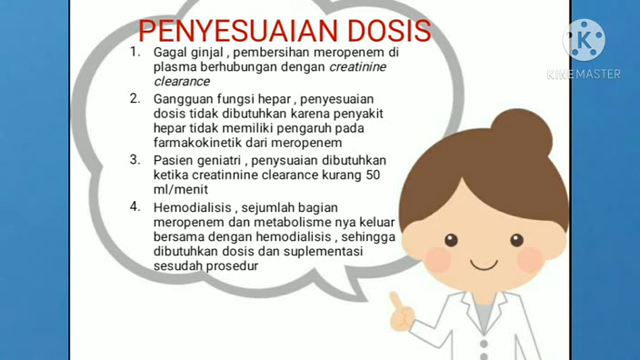 PENYESUAIAN DOSIS
1. Gagal ginjal , pembersihan meropenem di
plasma berhubungan dengan creatinine
clearance
2. Gangguan fungsi hepar , penyesuaian
dosis tidak dibutuhkan karena penyakit
hepar tidak memiliki pengaruh pada
farmakokinetik dari meropenem
3. Pasien geniatri , penysuaian dibutuhkan
ketika creatinnine clearance kurang 50
ml/menit
4. Hemodialisis , sejumlah bagian
meropenem dan metabolisme nya keluar
bersama dengan hemodialisis , sehingga
dibutuhkan dosis dan suplementasi
sesudah prosedur
K
KINEMASTER